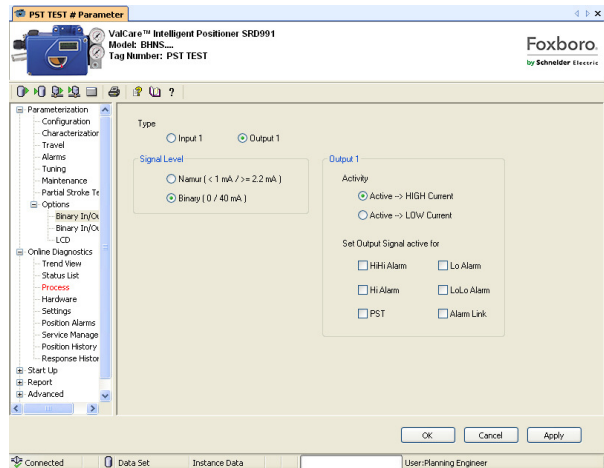 PST TEST # Parameter
ValCare™ Intelligent Positioner SRD991
Model: BHNS....
Tag Number: PST TEST
Foxboro.
by Schneider Electric
Parameterization
Configuration
Characterization
Travel
Alarms
Tuning
Maintenance
Partial Stroke Te
Options
Binary In/Ou
Binary In/Ou
LCD
Online Diagnostics
Trend View
Status List
Process
Hardware
Settings
Position Alarms
Service Manage
Position History
Response Histor
Start Up
Report
Advanced
Type
Input 1
Output 1
Signal Level
Namur ( < 1 mA / >= 2.2 mA )
Binary ( 0 / 40 mA )
Output 1
Activity
Active --> HIGH Current
Active --> LOW Current
Set Output Signal active for
HiHi Alarm
Lo Alarm
Hi Alarm
LoLo Alarm
PST
Alarm Link
OK
Cancel
Apply
Connected
Data Set
Instance Data
User:Planning Engineer